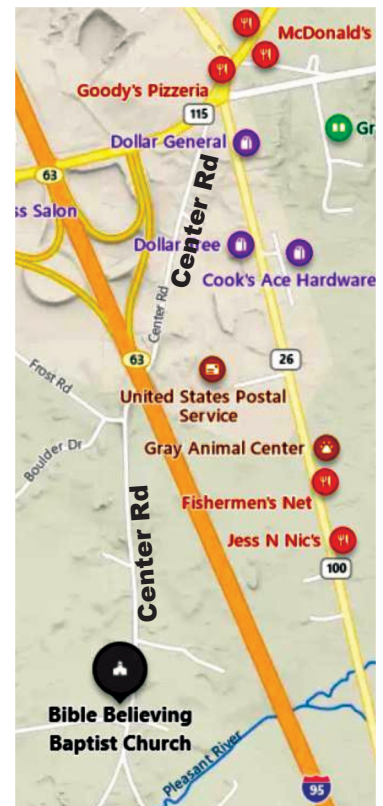 McDonald's
Goody's Pizzeria
115
Dollar General
Gr
63
ss Salon
Center Rd
Dollar Tree
Cook's Ace Hardware
Center Rd
63
26
Frost Rd
United States Postal
Service
Boulder Dr
Gray Animal Center
Fishermen's Net
Center Rd
Jess N Nic's
100
Bible Believing
Baptist Church
Pleasant River
95